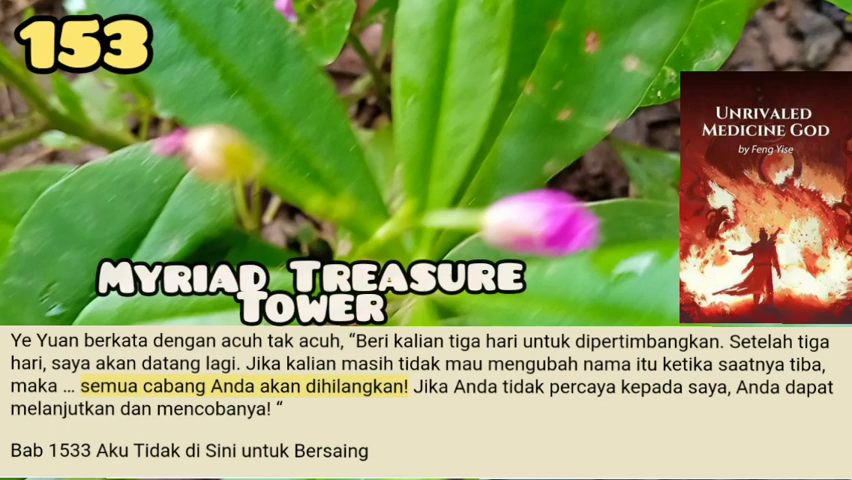 153
UNRIVALED
MEDICINE GOD
by Feng Yise
MYRIAD TREASURE
TOWER
Ye Yuan berkata dengan acuh tak acuh, “Beri kalian tiga hari untuk dipertimbangkan. Setelah tiga
hari, saya akan datang lagi. Jika kalian masih tidak mau mengubah nama itu ketika saatnya tiba,
maka … semua cabang Anda akan dihilangkan! Jika Anda tidak percaya kepada saya, Anda dapat
melanjutkan dan mencobanya! “
Bab 1533 Aku Tidak di Sini untuk Bersaing